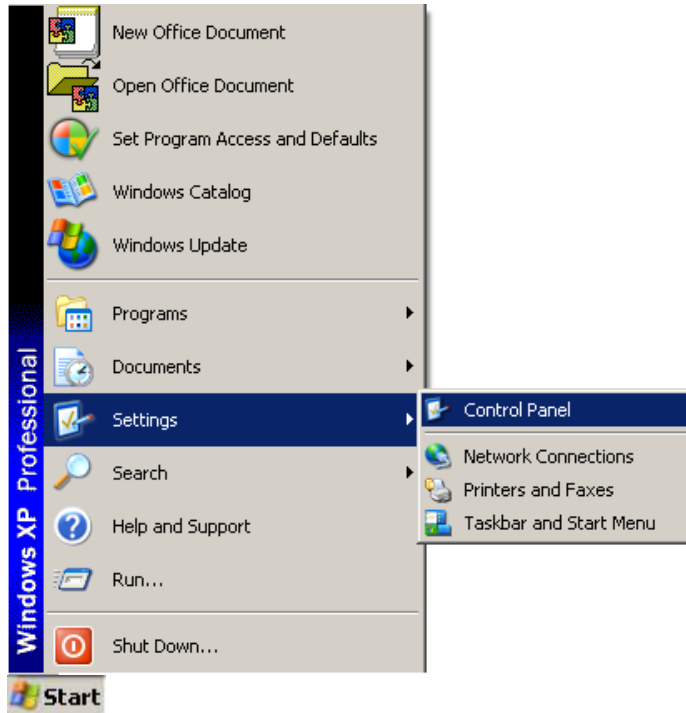 New Office Document
Open Office Document
Set Program Access and Defaults
Windows Catalog
Windows Update
Programs
Documents
Settings
Search
Help and Support
Run...
Shut Down...
Windows XP Professional
Control Panel
Network Connections
Printers and Faxes
Taskbar and Start Menu
Start